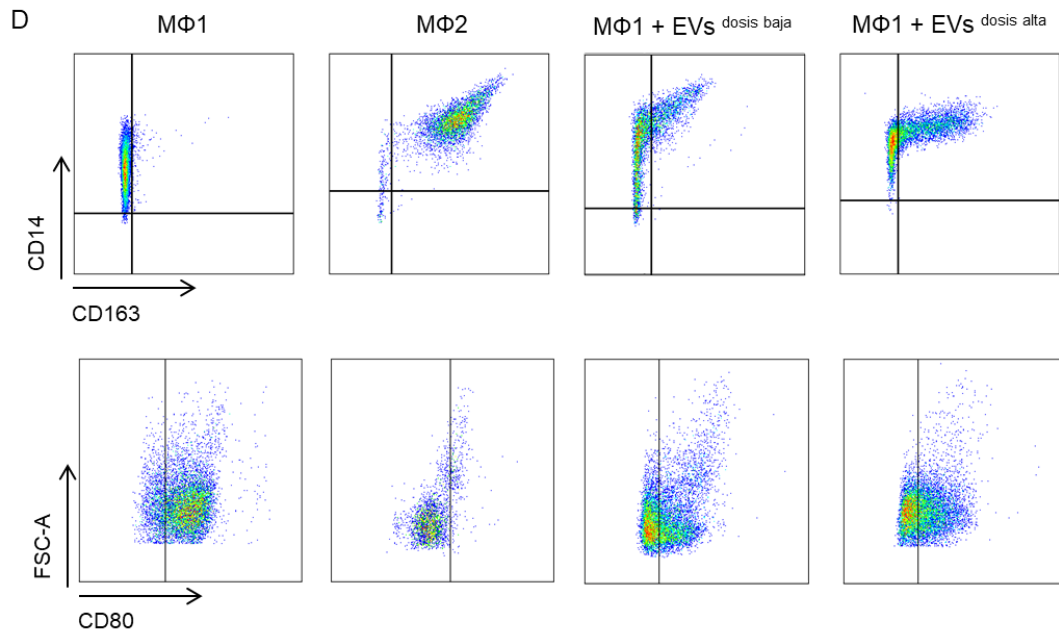 D
MΦ1
MΦ2
MΦ1 + EVs dosis baja
MΦ1 + EVs dosis alta
CD14
CD163
FSC-A
CD80